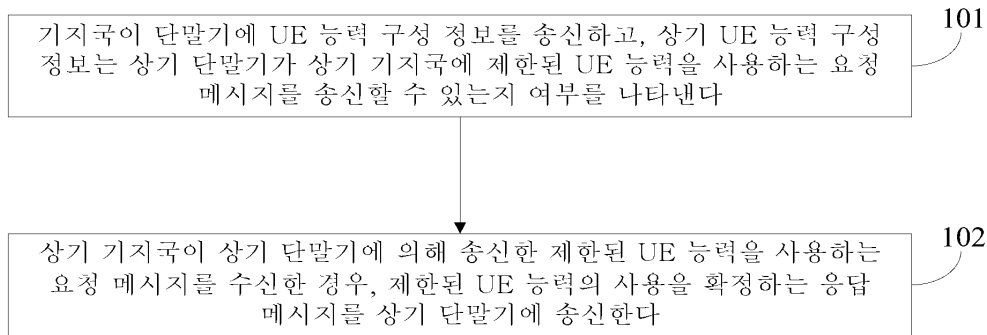 기지국이 단말기에 UE 능력 구성 정보를 송신하고, 상기 UE 능력 구성
정보는 상기 단말기가 상기 기지국에 제한된 UE 능력을 사용하는 요청
메시지를 송신할 수 있는지 여부를 나타낸다
101
상기 기지국이 상기 단말기에 의해 송신한 제한된 UE 능력을 사용하는
요청 메시지를 수신한 경우, 제한된 UE 능력의 사용을 확정하는 응답
메시지를 상기 단말기에 송신한다
102